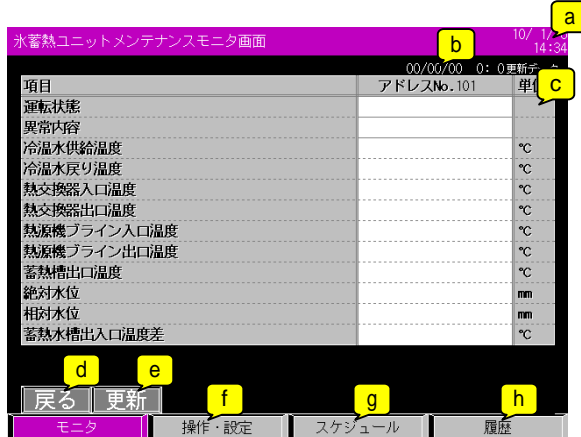 a
氷蓄熱ユニットメンテナンスモニタ画面 10/ 1/
14:34
b
00/00/00 0: 0更新データ
c
項目 アドレスNo.101 単位
運転状態
異常内容
冷温水供給温度 ℃
冷温水戻り温度 ℃
熱交換器入口温度 ℃
熱交換器出口温度 ℃
熱源機ブライン入口温度 ℃
熱源機ブライン出口温度 ℃
蓄熱槽出口温度 ℃
絶対水位 mm
相対水位 mm
蓄熱水槽出入口温度差 ℃
d e f g h
戻る 更新
モニタ 操作・設定 スケジュール 履歴